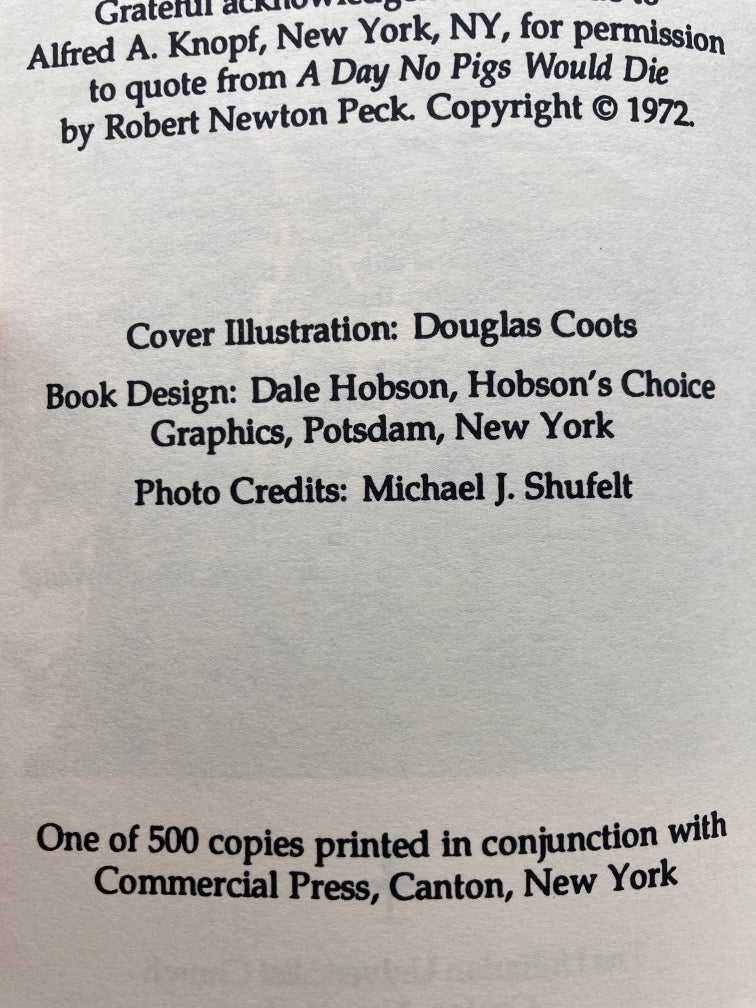 Grateful
Alfred A. Knopf, New York, NY, for permission
to quote from A Day No Pigs Would Die
by Robert Newton Peck. Copyright © 1972.
Cover Illustration: Douglas Coots
Book Design: Dale Hobson, Hobson's Choice
Graphics, Potsdam, New York
Photo Credits: Michael J. Shufelt
One of 500 copies printed in conjunction with
Commercial Press, Canton, New York